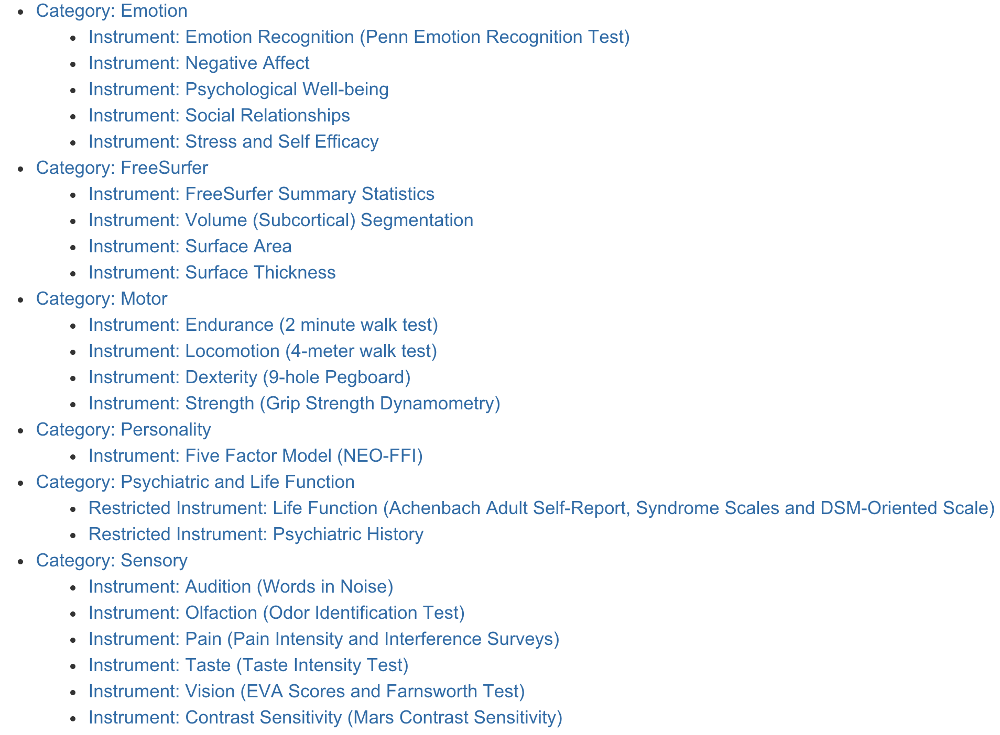 Category: Emotion
Instrument: Emotion Recognition (Penn Emotion Recognition Test)
Instrument: Negative Affect
Instrument: Psychological Well-being
Instrument: Social Relationships
Instrument: Stress and Self Efficacy
Category: FreeSurfer
Instrument: FreeSurfer Summary Statistics
Instrument: Volume (Subcortical) Segmentation
Instrument: Surface Area
Instrument: Surface Thickness
Category: Motor
Instrument: Endurance (2 minute walk test)
Instrument: Locomotion (4-meter walk test)
Instrument: Dexterity (9-hole Pegboard)
Instrument: Strength (Grip Strength Dynamometry)
Category: Personality
Instrument: Five Factor Model (NEO-FFI)
Category: Psychiatric and Life Function
Restricted Instrument: Life Function (Achenbach Adult Self-Report, Syndrome Scales and DSM-Oriented Scale)
Restricted Instrument: Psychiatric History
Category: Sensory
Instrument: Audition (Words in Noise)
Instrument: Olfaction (Odor Identification Test)
Instrument: Pain (Pain Intensity and Interference Surveys)
Instrument: Taste (Taste Intensity Test)
Instrument: Vision (EVA Scores and Farnsworth Test)
Instrument: Contrast Sensitivity (Mars Contrast Sensitivity)